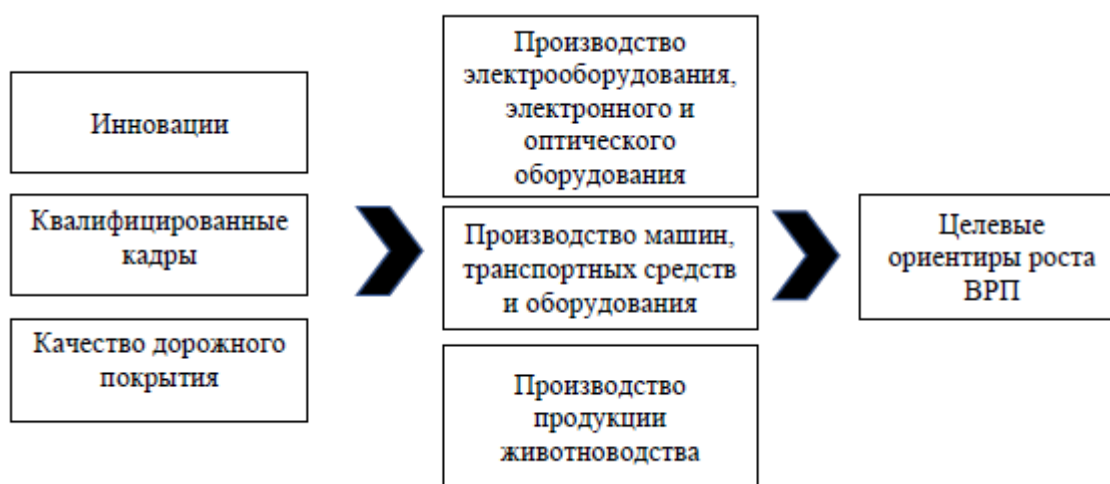 Инновации
Квалифицированные
кадры
Качество дорожного
покрытия
Производство
электрооборудования,
электронного и
оптического
оборудования
Производство машин,
транспортных средств
и оборудования
Производство
продукции
животноводства
Целевые
ориентиры роста
ВРП